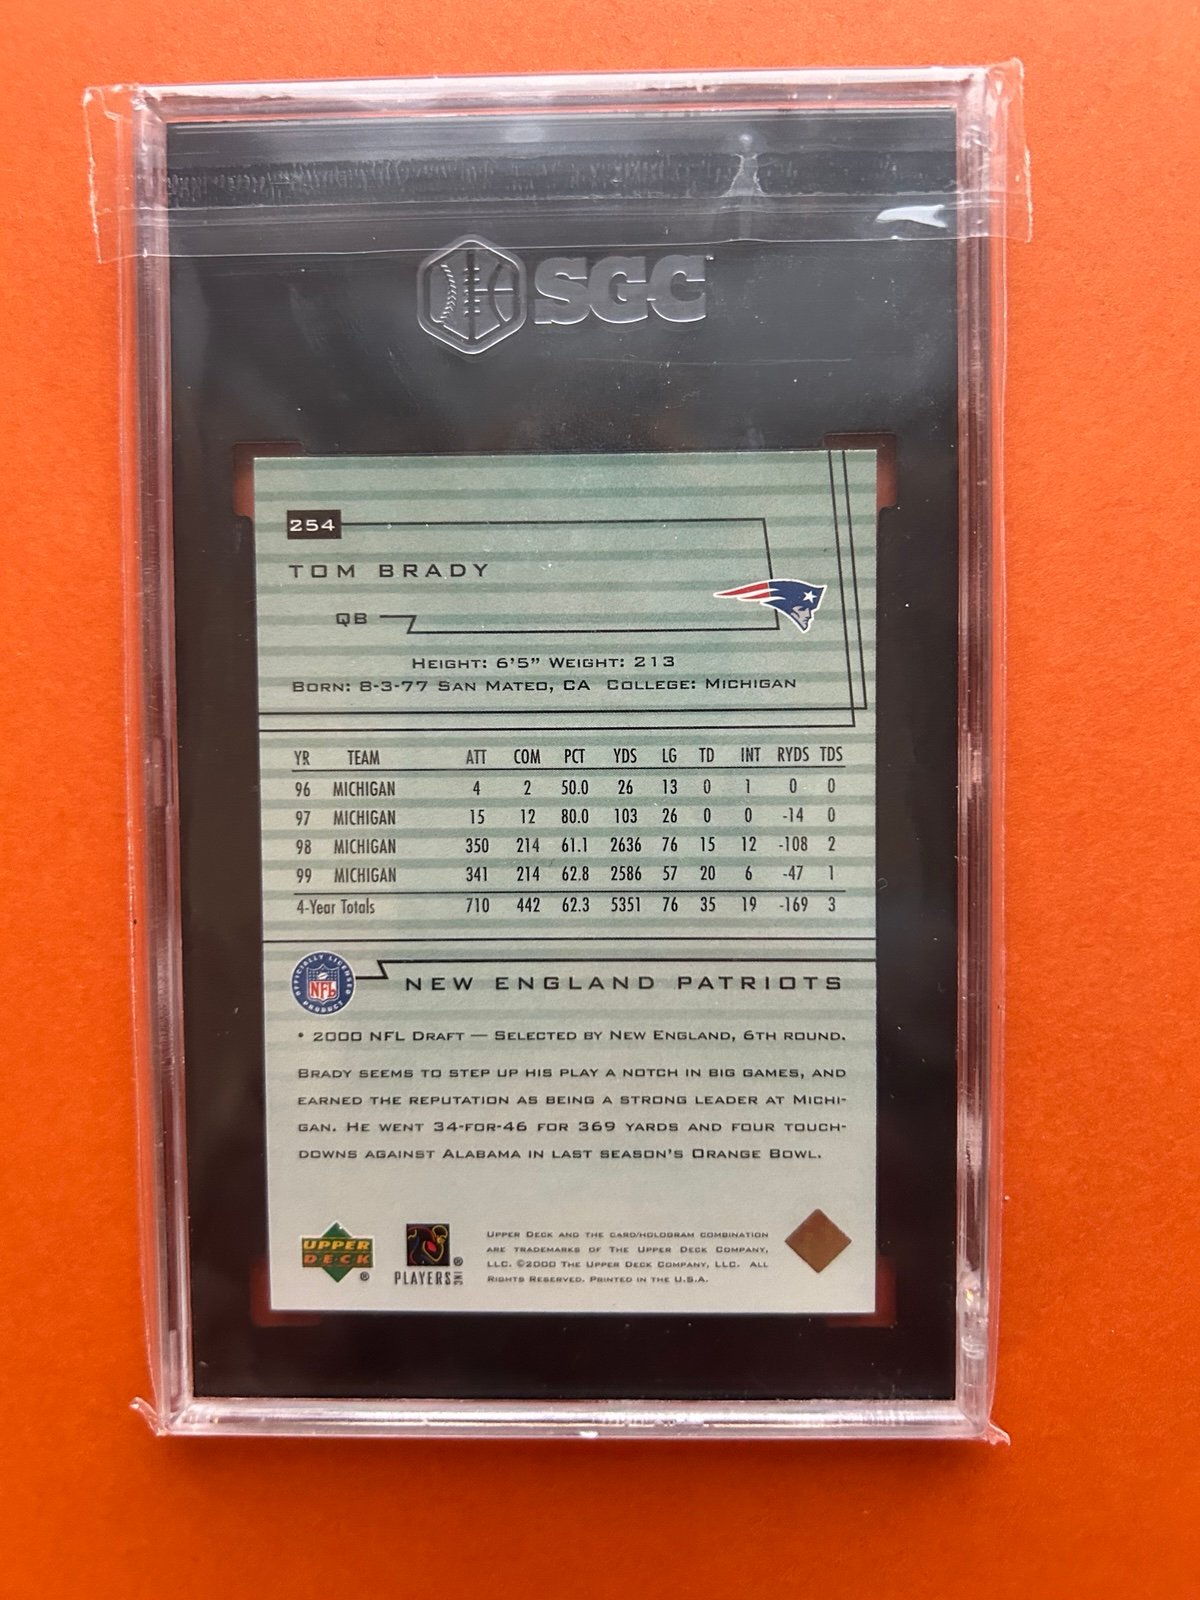 SGC
254
TOM BRADY
QB
HEIGHT: 6'5" WEIGHT: 213
BORN: 8-3-77 SAN MATEO, CA COLLEGE: MICHIGAN
YR TEAM ATT COM PCT YDS LG TD INT RYDS TDS
96 MICHIGAN 4 2 50.0 26 13 0 1 0 0
97 MICHIGAN 15 12 80.0 103 26 0 0 -14 0
98 MICHIGAN 350 214 61.1 2636 76 15 12 -108 2
99 MICHIGAN 341 214 62.8 2586 57 20 6 -47 1
4-Year Totals 710 442 62.3 5351 76 35 19 -169 3
OFFICIALLY LICENSED
NFL
PRODUCT
NEW ENGLAND PATRIOTS
• 2000 NFL DRAFT — SELECTED BY NEW ENGLAND, 6TH ROUND.
BRADY SEEMS TO STEP UP HIS PLAY A NOTCH IN BIG GAMES, AND
EARNED THE REPUTATION AS BEING A STRONG LEADER AT MICHI-
GAN. HE WENT 34-FOR-46 FOR 369 YARDS AND FOUR TOUCH-
DOWNS AGAINST ALABAMA IN LAST SEASON'S ORANGE BOWL.
UPPER
DECK®
PLAYERS INC®
UPPER DECK AND THE CARD/HOLOGRAM COMBINATION
ARE TRADEMARKS OF THE UPPER DECK COMPANY,
LLC. ©2000 THE UPPER DECK COMPANY, LLC. ALL
RIGHTS RESERVED. PRINTED IN THE U.S.A.